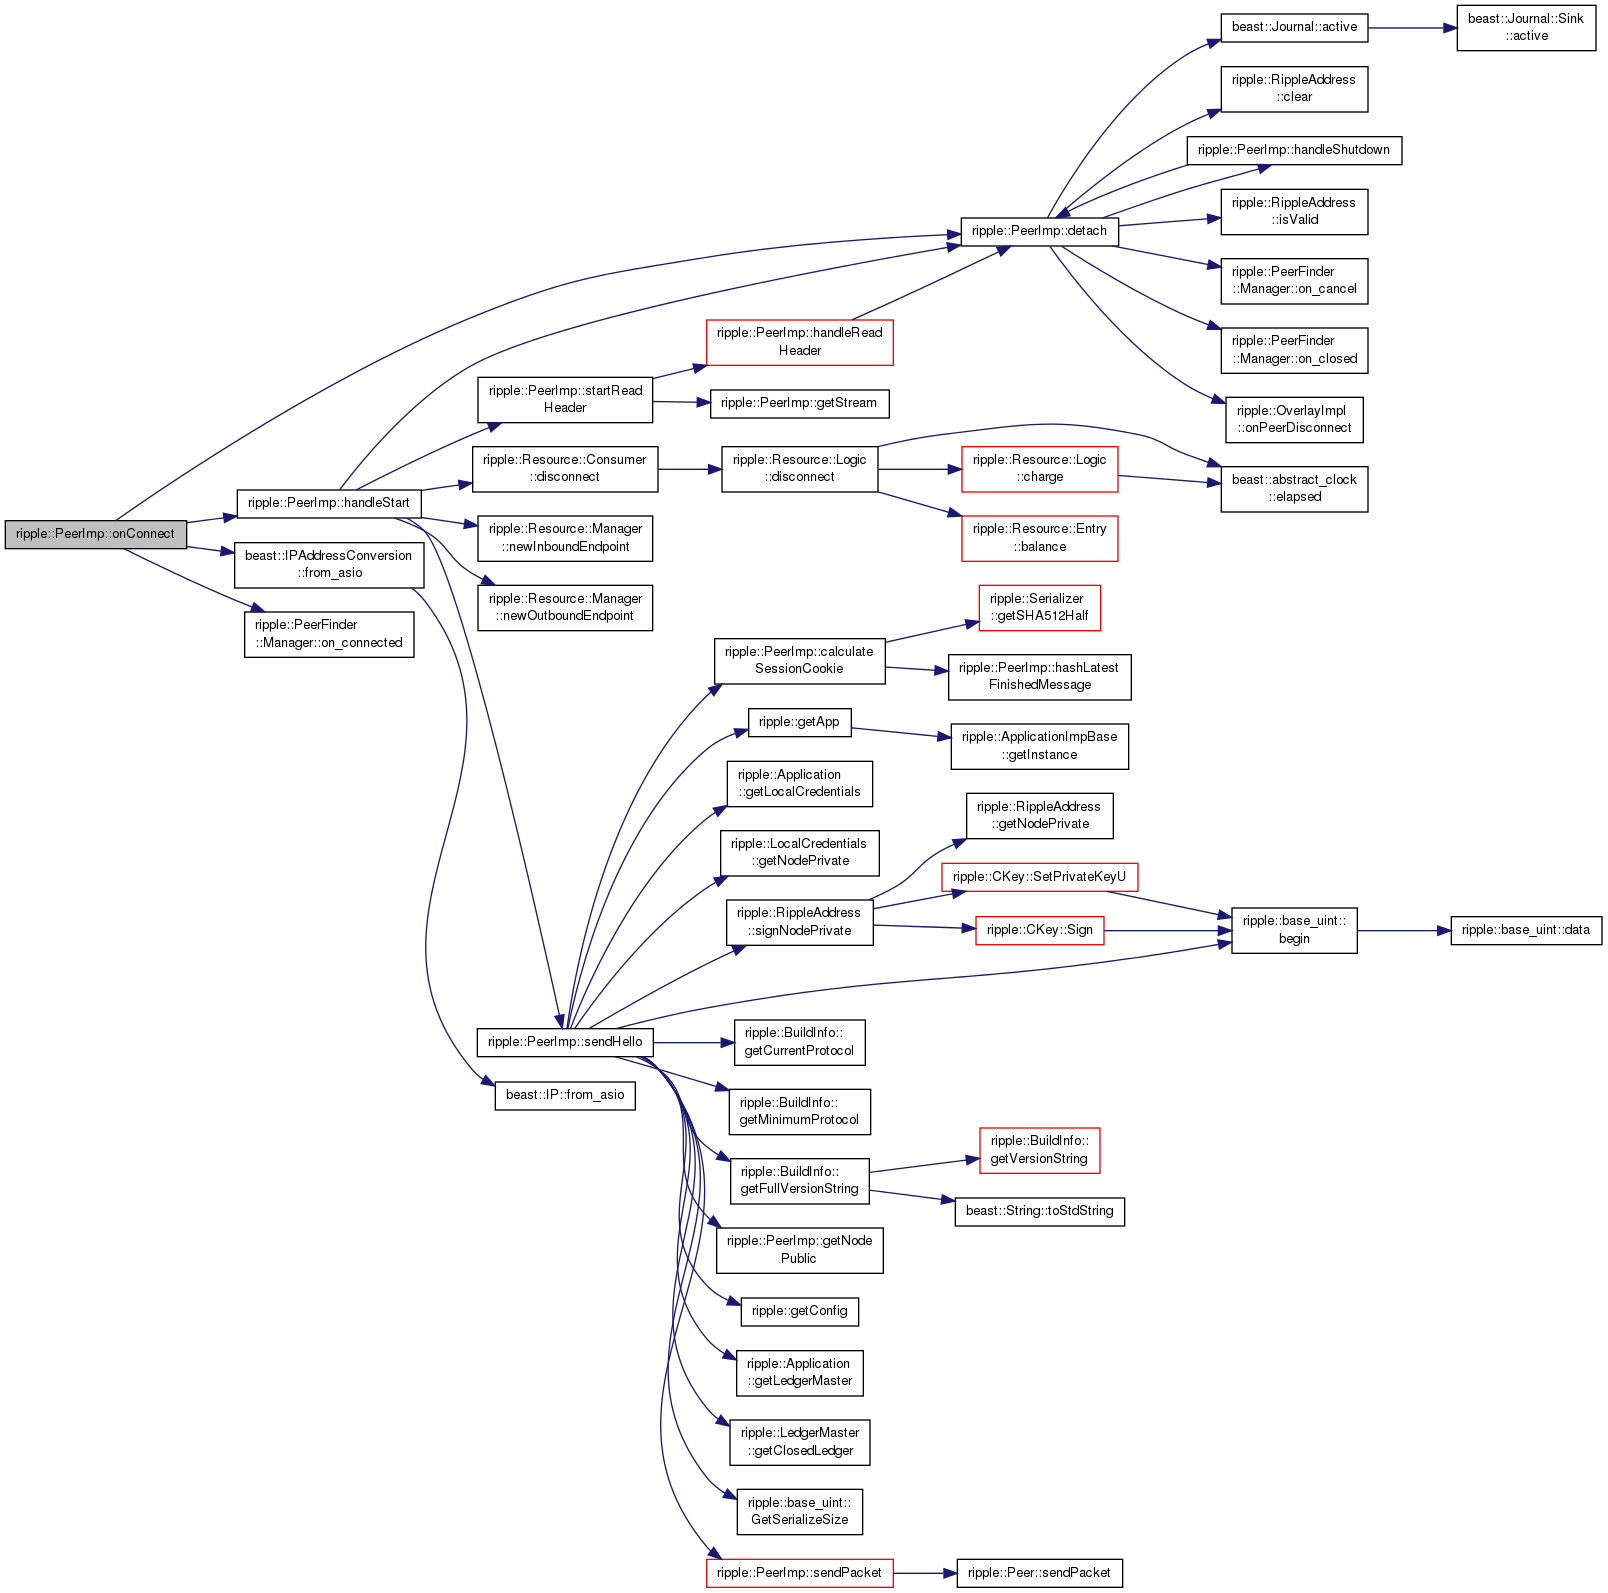 ripple::PeerImp::onConnect
ripple::PeerImp::handleStart
beast::IPAddressConversion
::from_asio
ripple::PeerFinder
::Manager::on_connected
ripple::PeerImp::startRead
Header
ripple::Resource::Consumer
::disconnect
ripple::Resource::Manager
::newInboundEndpoint
ripple::Resource::Manager
::newOutboundEndpoint
ripple::PeerImp::sendHello
beast::IP::from_asio
ripple::PeerImp::handleRead
Header
ripple::PeerImp::getStream
ripple::Resource::Logic
::disconnect
ripple::PeerImp::calculate
SessionCookie
ripple::getApp
ripple::Application
::getLocalCredentials
ripple::LocalCredentials
::getNodePrivate
ripple::RippleAddress
::signNodePrivate
ripple::BuildInfo::
getCurrentProtocol
ripple::BuildInfo::
getMinimumProtocol
ripple::BuildInfo::
getFullVersionString
ripple::PeerImp::getNode
Public
ripple::getConfig
ripple::Application
::getLedgerMaster
ripple::LedgerMaster
::getClosedLedger
ripple::base_uint::
GetSerializeSize
ripple::PeerImp::sendPacket
ripple::PeerImp::detach
ripple::Resource::Logic
::charge
ripple::Resource::Entry
::balance
ripple::Serializer
::getSHA512Half
ripple::PeerImp::hashLatest
FinishedMessage
ripple::ApplicationImpBase
::getInstance
ripple::RippleAddress
::getNodePrivate
ripple::CKey::SetPrivateKeyU
ripple::CKey::Sign
ripple::BuildInfo::
getVersionString
beast::String::toStdString
ripple::Peer::sendPacket
beast::Journal::active
ripple::RippleAddress
::clear
ripple::PeerImp::handleShutdown
ripple::RippleAddress
::isValid
ripple::PeerFinder
::Manager::on_cancel
ripple::PeerFinder
::Manager::on_closed
ripple::OverlayImpl
::onPeerDisconnect
beast::abstract_clock
::elapsed
ripple::base_uint::
begin
beast::Journal::Sink
::active
ripple::base_uint::data